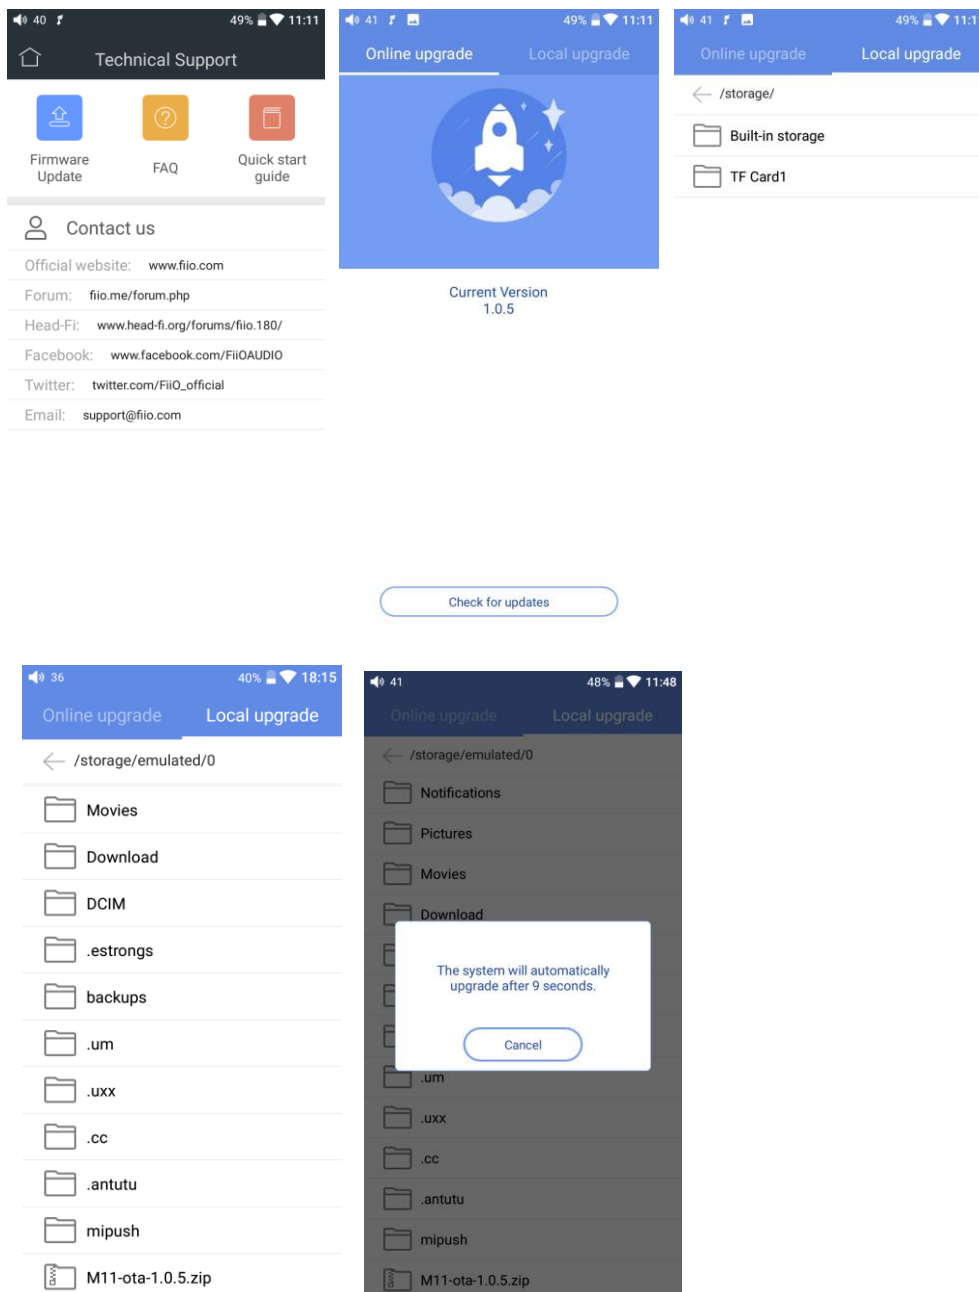 40 49% 11:11
Technical Support
Firmware
Update
FAQ
Quick start
guide
Contact us
Official website: www.fiio.com
Forum: fiio.me/forum.php
Head-Fi: www.head-fi.org/forums/fiio.180/
Facebook: www.facebook.com/FiiOAUDIO
Twitter: twitter.com/FiiO_official
Email: support@fiio.com
41 49% 11:11
Online upgrade Local upgrade
Current Version
1.0.5
Check for updates
41 49% 11:1
Online upgrade Local upgrade
/storage/
Built-in storage
TF Card1
36 40% 18:15
Online upgrade Local upgrade
/storage/emulated/0
Movies
Download
DCIM
.estrongs
backups
.um
.uxx
.cc
.antutu
mipush
M11-ota-1.0.5.zip
41 48% 11:48
Online upgrade Local upgrade
/storage/emulated/0
Notifications
Pictures
Movies
Download
The system will automatically
upgrade after 9 seconds.
Cancel
.um
.uxx
.cc
.antutu
mipush
M11-ota-1.0.5.zip